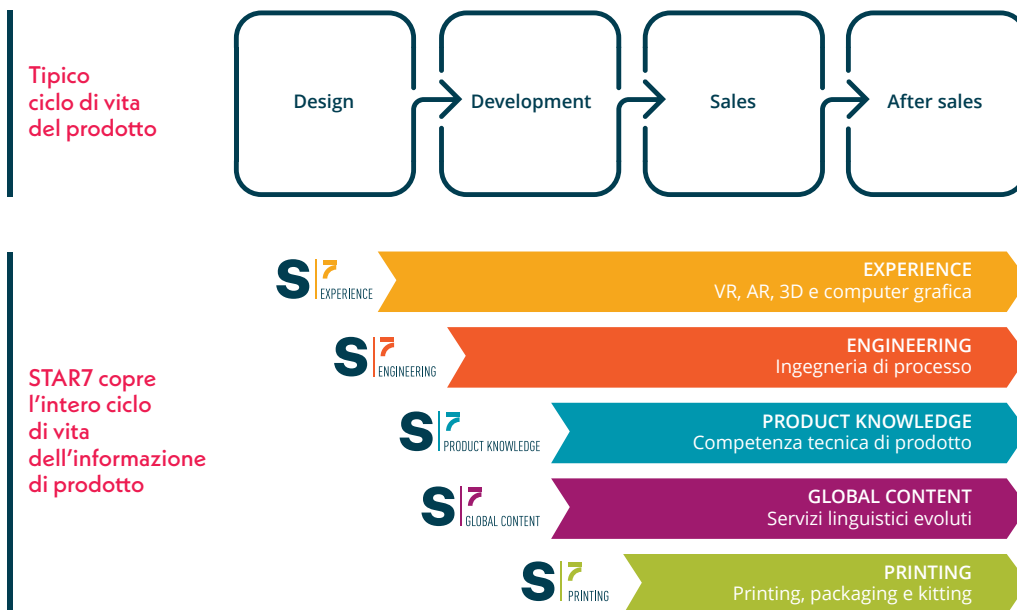 Tipico
ciclo di vita
del prodotto
Design
Development
Sales
After sales
STAR7 copre
l'intero ciclo
di vita
dell'informazione
di prodotto
S 7
EXPERIENCE
EXPERIENCE
VR, AR, 3D e computer grafica
S 7
ENGINEERING
ENGINEERING
Ingegneria di processo
S 7
PRODUCT KNOWLEDGE
PRODUCT KNOWLEDGE
Competenza tecnica di prodotto
S 7
GLOBAL CONTENT
GLOBAL CONTENT
Servizi linguistici evoluti
S 7
PRINTING
PRINTING
Printing, packaging e kitting